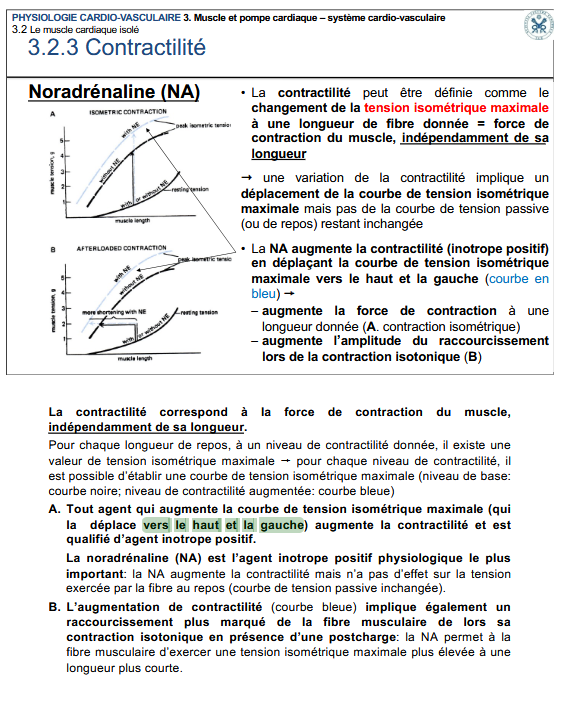 PHYSIOLOGIE CARDIO-VASCULAIRE 3. Muscle et pompe cardiaque – système cardio-vasculaire
3.2 Le muscle cardiaque isolé
3.2.3 Contractilité
Noradrénaline (NA)
A
ISOMETRIC CONTRACTION
with NE
peak isometric tension
without NE
with or without NE
resting tension
muscle tension, g
5
4
3
2
1
muscle length
B
AFTERLOADED CONTRACTION
with NE
peak isometric tensio
without NE
more shortening with NE
resting tension
with or without NE
muscle tension, g
5
4
3
2
1
muscle length
• La contractilité peut être définie comme le
changement de la tension isométrique maximale
à une longueur de fibre donnée = force de
contraction du muscle, indépendamment de sa
longueur
→ une variation de la contractilité implique un
déplacement de la courbe de tension isométrique
maximale mais pas de la courbe de tension passive
(ou de repos) restant inchangée
• La NA augmente la contractilité (inotrope positif)
en déplaçant la courbe de tension isométrique
maximale vers le haut et la gauche (courbe en
bleu) →
– augmente la force de contraction à une
longueur donnée (A. contraction isométrique)
– augmente l'amplitude du raccourcissement
lors de la contraction isotonique (B)
La contractilité correspond à la force de contraction du muscle,
indépendamment de sa longueur.
Pour chaque longueur de repos, à un niveau de contractilité donnée, il existe une
valeur de tension isométrique maximale → pour chaque niveau de contractilité, il
est possible d'établir une courbe de tension isométrique maximale (niveau de base:
courbe noire; niveau de contractilité augmentée: courbe bleue)
A. Tout agent qui augmente la courbe de tension isométrique maximale (qui
la déplace vers le haut et la gauche) augmente la contractilité et est
qualifié d'agent inotrope positif.
La noradrénaline (NA) est l'agent inotrope positif physiologique le plus
important: la NA augmente la contractilité mais n'a pas d'effet sur la tension
exercée par la fibre au repos (courbe de tension passive inchangée).
B. L'augmentation de contractilité (courbe bleue) implique également un
raccourcissement plus marqué de la fibre musculaire de lors sa
contraction isotonique en présence d'une postcharge: la NA permet à la
fibre musculaire d'exercer une tension isométrique maximale plus élevée à une
longueur plus courte.